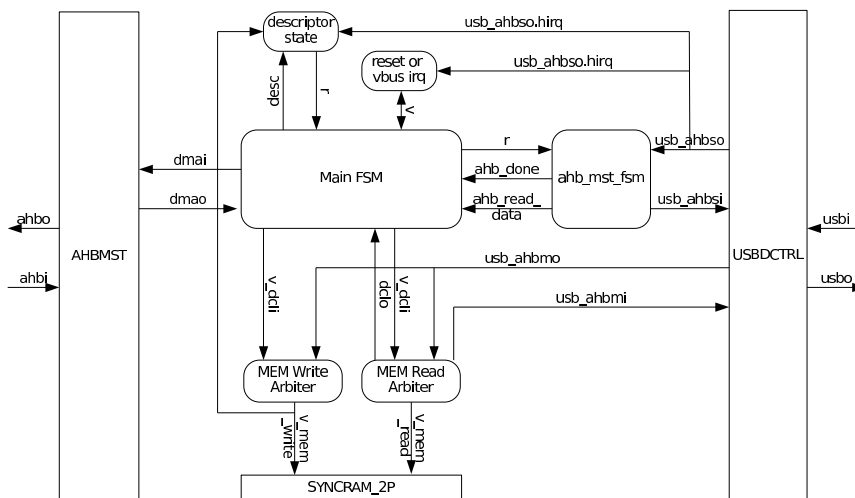 descriptor
state
usb_ahbso.hirq
reset or
vbus irq
usb_ahbso.hirq
desc
r
v
r
usb_ahbso
dmai
Main FSM
ahb_done
ahb_mst_fsm
dmao
ahb_read_
data
usb_ahbsi
ahbo
usbi
AHBMST
USBDCTRL
ahbi
usbo
usb_ahbmo
v_dcli
dclo
v_dcli
usb_ahbmi
MEM Write
Arbiter
MEM Read
Arbiter
v_mem
_write
v_mem
_read
SYNCRAM_2P